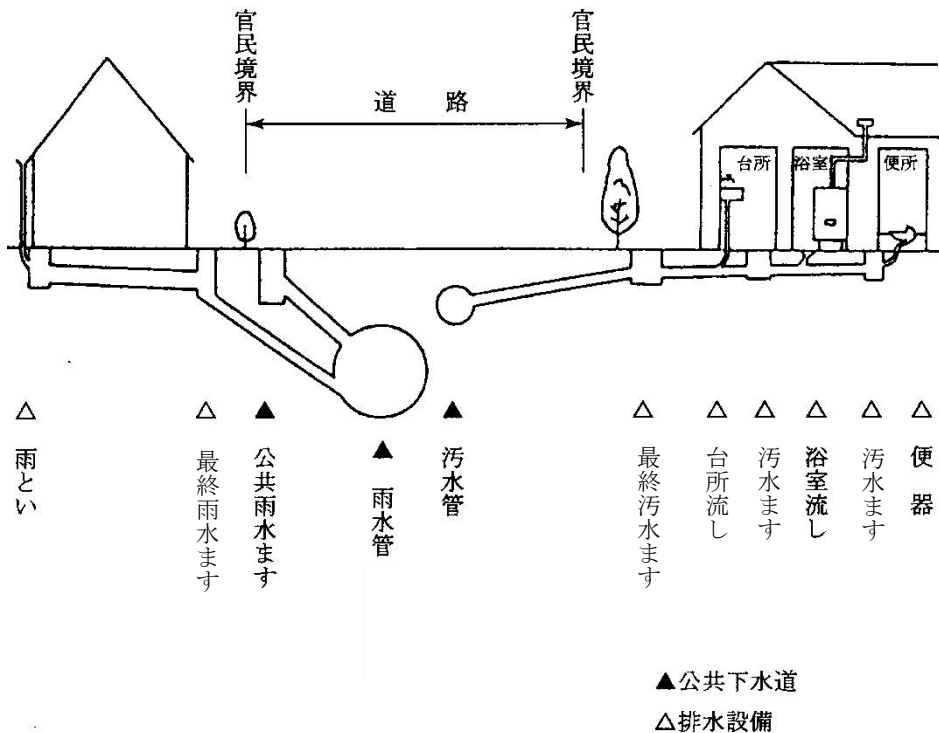 官民境界
官民境界
道路
台所
浴室
便所
△
△
▲
▲
▲
△
△
△
△
△
△
雨とい
最終雨水ます
公共雨水ます
雨水管
汚水管
最終汚水ます
台所流し
汚水ます
浴室流し
汚水ます
便器
▲公共下水道
△排水設備